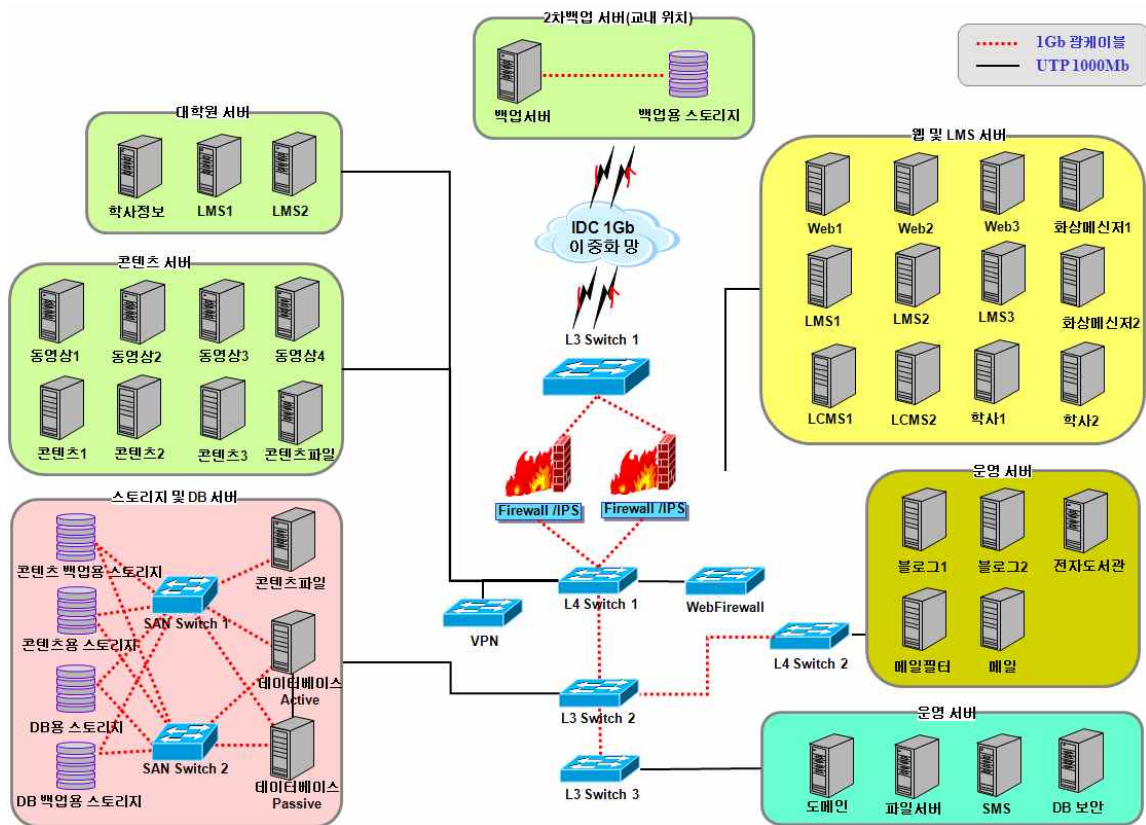 2차백업 서버(교내 위치)
백업서버
백업용 스토리지
1Gb 광케이블
UTP 1000Mb
대학원 서버
학사정보
LMS1
LMS2
콘텐츠 서버
동영상1
동영상2
동영상3
동영상4
콘텐츠1
콘텐츠2
콘텐츠3
콘텐츠파일
스토리지 및 DB 서버
콘텐츠 백업용 스토리지
콘텐츠용 스토리지
DB용 스토리지
DB 백업용 스토리지
SAN Switch 1
SAN Switch 2
콘텐츠파일
데이터베이스
Active
데이터베이스
Passive
IDC 1Gb
이중화 망
L3 Switch 1
Firewall /IPS
Firewall /IPS
L4 Switch 1
WebFirewall
VPN
L4 Switch 2
L3 Switch 2
L3 Switch 3
웹 및 LMS 서버
Web1
Web2
Web3
화상메신저1
LMS1
LMS2
LMS3
화상메신저2
LCMS1
LCMS2
학사1
학사2
운영 서버
블로그1
블로그2
전자도서관
메일필터
메일
운영 서버
도메인
파일서버
SMS
DB 보안